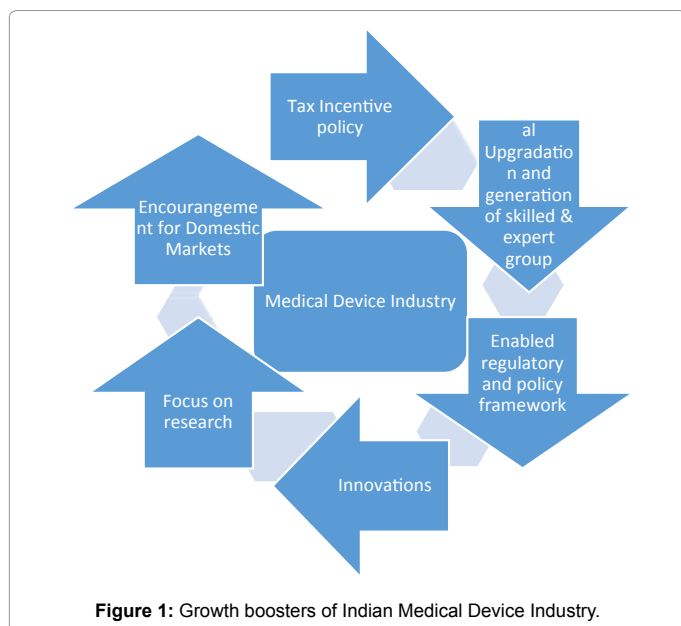 Tax Incentive
policy
al
Upgradatio
n and
generation
of skilled &
expert
group
Enabled
regulatory
and policy
framework
Innovations
Focus on
research
Encourangeme
nt for Domestic
Markets
Medical Device Industry
Figure 1: Growth boosters of Indian Medical Device Industry.